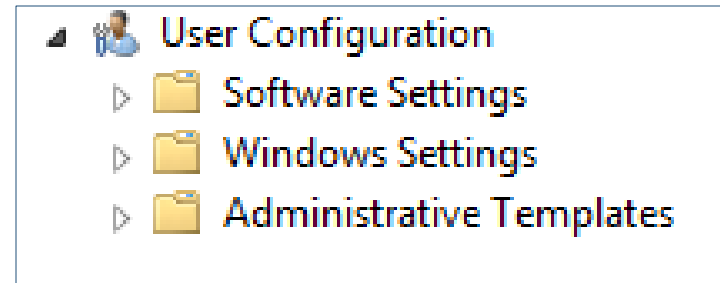 User Configuration
Software Settings
Windows Settings
Administrative Templates